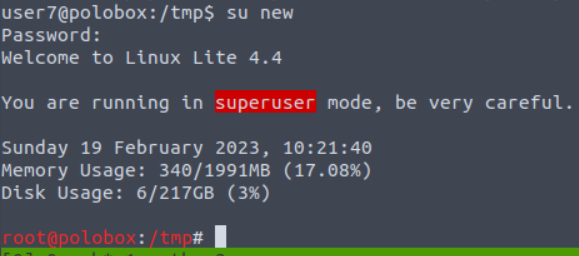 user7@polobox:/tmp$ su new
Password:
Welcome to Linux Lite 4.4
You are running in superuser mode, be very careful.
Sunday 19 February 2023, 10:21:40
Memory Usage: 340/1991MB (17.08%)
Disk Usage: 6/217GB (3%)
root@polobox:/tmp#